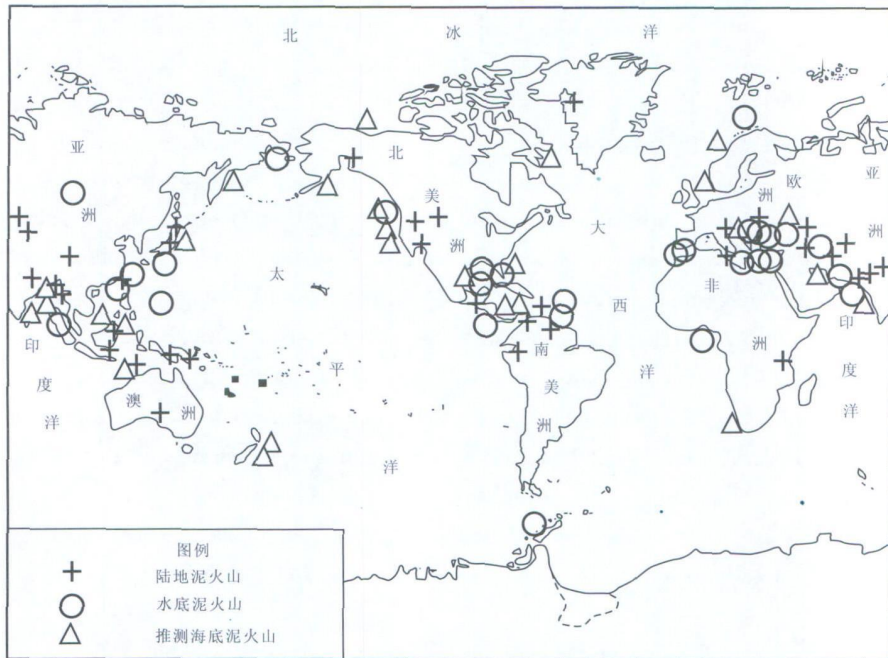 北 冰 洋
亚 洲
北 美 洲
大 西 洋
欧 洲
亚 洲
太 平 洋
非 洲
印 度 洋
南 美 洲
印 度 洋
澳 洲
图例
陆地泥火山
水底泥火山
推测海底泥火山